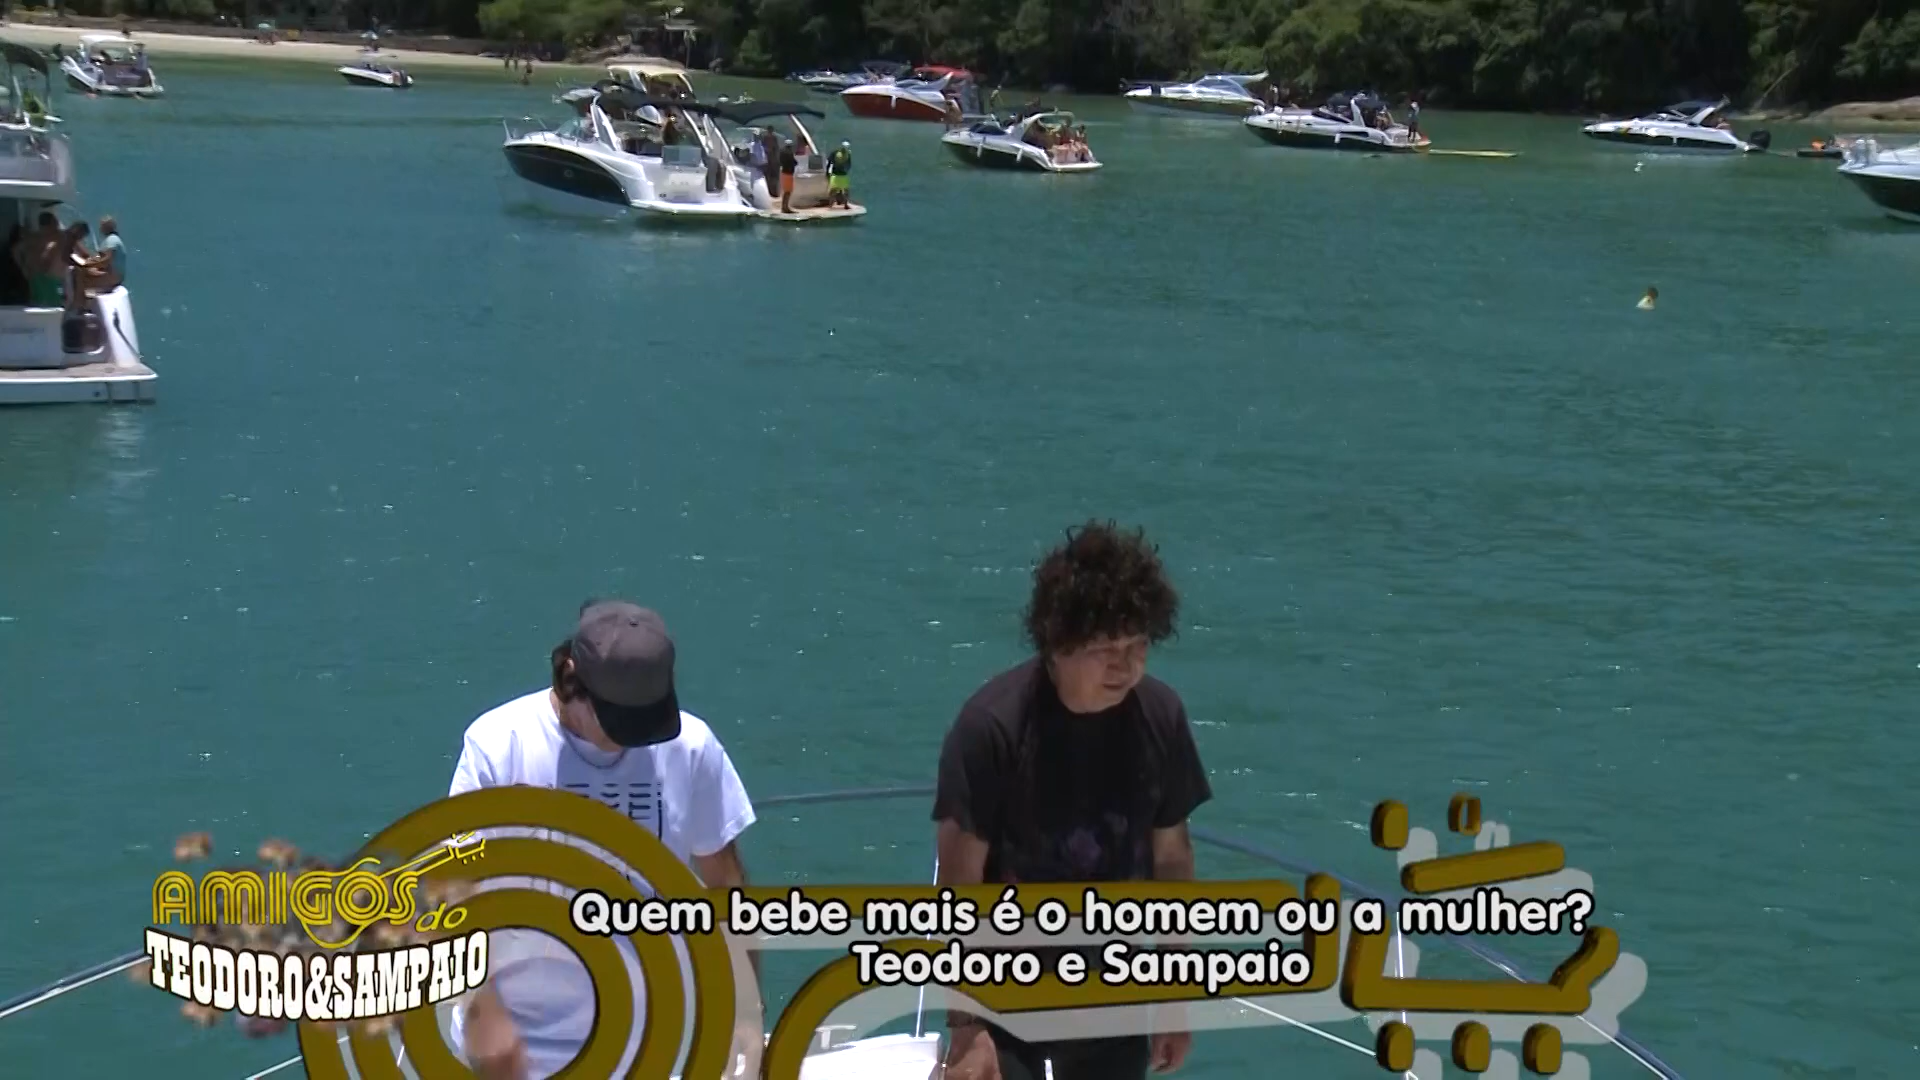 AMIGOS do
TEODORO&SAMPAIO
Quem bebe mais é o homem ou a mulher?
Teodoro e Sampaio